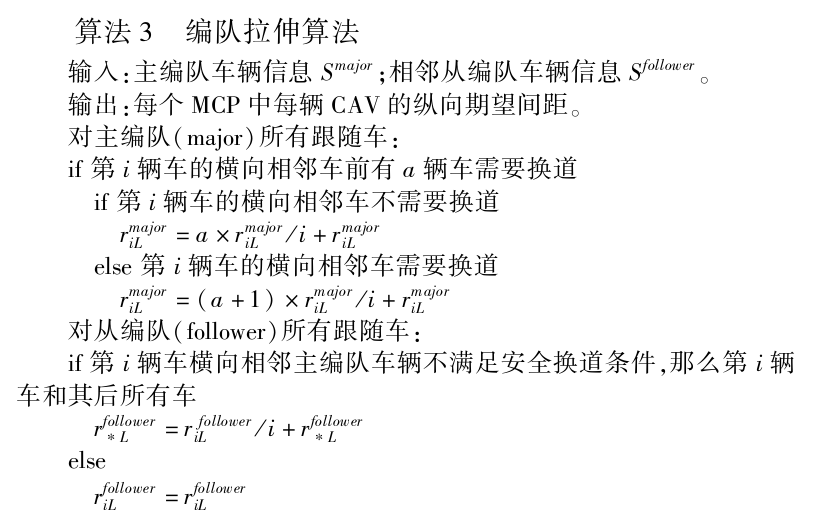 算法 3　编队拉伸算法
输入:主编队车辆信息 S^{major};相邻从编队车辆信息 S^{follower}。
输出:每个 MCP 中每辆 CAV 的纵向期望间距。
对主编队(major)所有跟随车:
if 第 i 辆车的横向相邻车前有 a 辆车需要换道
if 第 i 辆车的横向相邻车不需要换道
r_{iL}^{major} = a × r_{iL}^{major}/i + r_{iL}^{major}
else 第 i 辆车的横向相邻车需要换道
r_{iL}^{major} = (a + 1) × r_{iL}^{major}/i + r_{iL}^{major}
对从编队(follower)所有跟随车:
if 第 i 辆车横向相邻主编队车辆不满足安全换道条件,那么第 i 辆
车和其后所有车
r_{*L}^{follower} = r_{iL}^{follower}/i + r_{*L}^{follower}
else
r_{iL}^{follower} = r_{iL}^{follower}